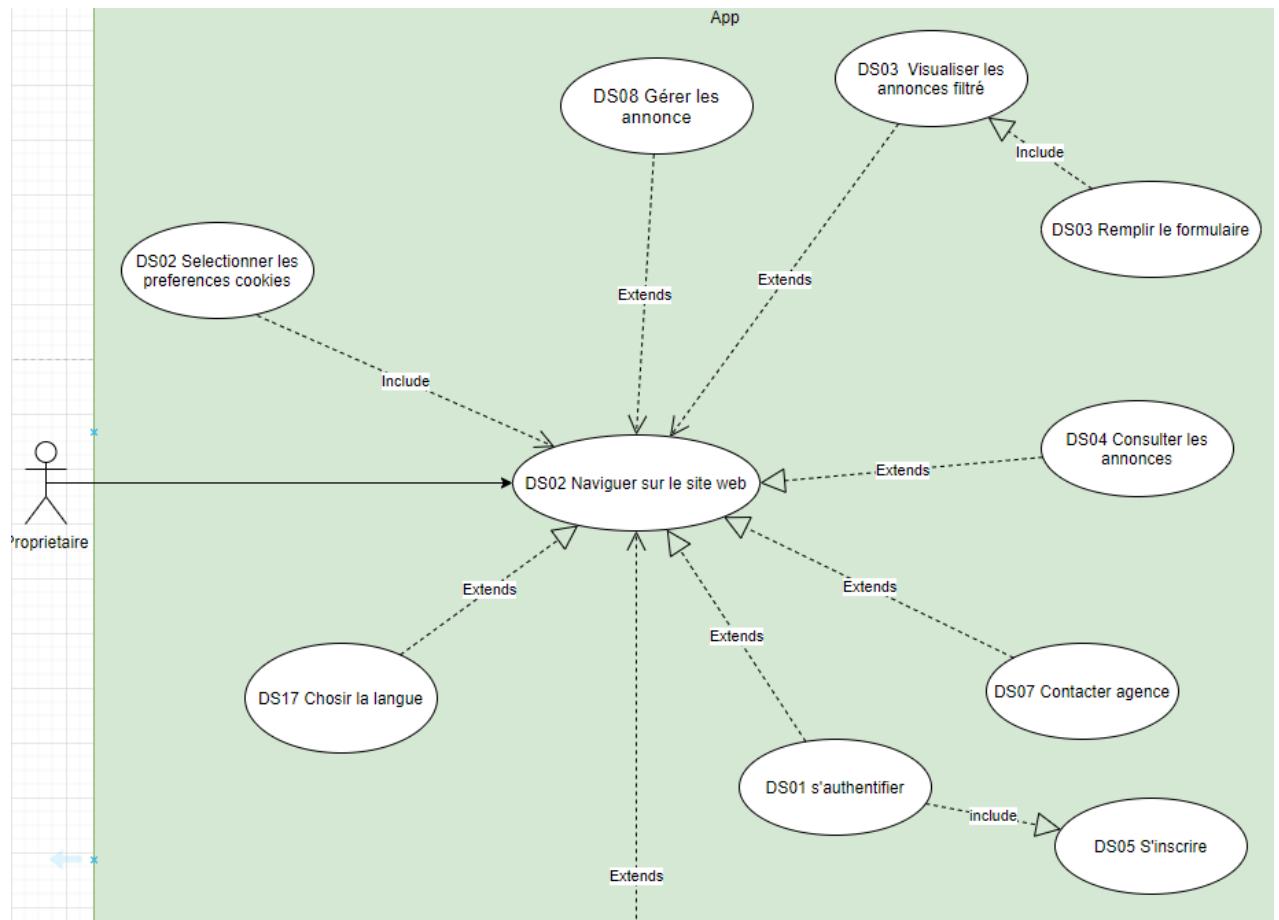 App
DS03 Visualiser les
annonces filtré
DS08 Gérer les
annonce
Include
DS03 Remplir le formulaire
DS02 Selectionner les
preferences cookies
Extends
Extends
Include
DS04 Consulter les
annonces
Extends
DS02 Naviguer sur le site web
Proprietaire
Extends
Extends
Extends
DS17 Chosir la langue
DS07 Contacter agence
DS01 s'authentifier
include
DS05 S'inscrire
Extends